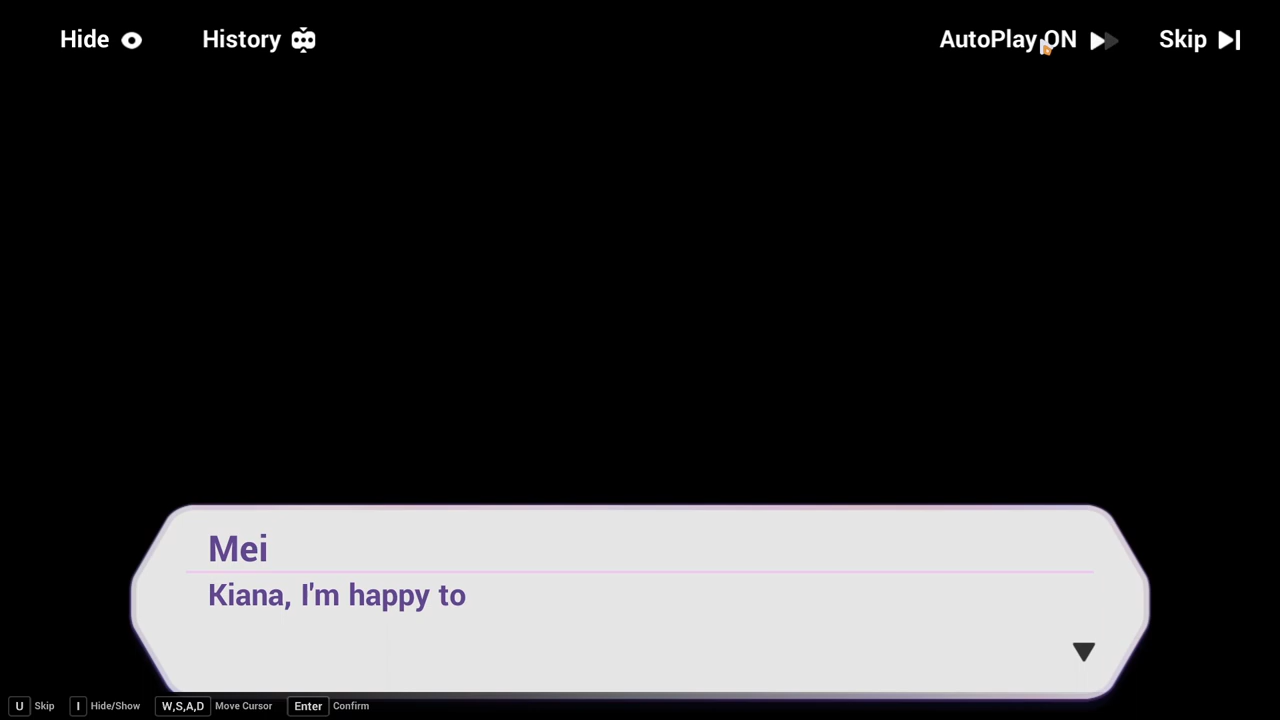 Hide
History
AutoPlay ON
Skip
Mei
Kiana, I'm happy to
U Skip
I Hide/Show
W,S,A,D Move Cursor
Enter Confirm